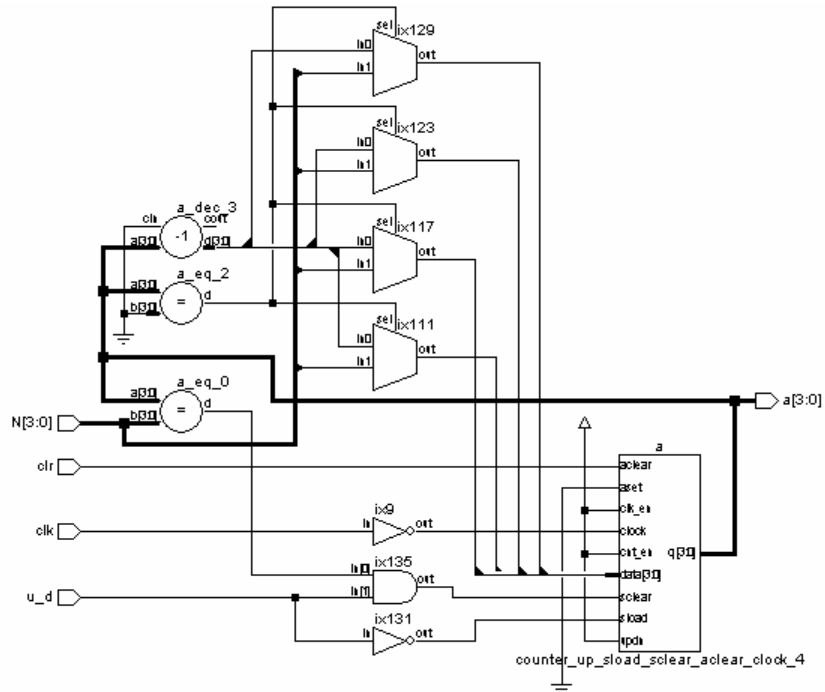 sel
ix129
in0
out
in1
sel
ix123
in0
out
in1
a_dec_3
cin
cout
a[3:0]
-1
d[3:0]
sel
ix117
in0
out
in1
a_eq_2
a[3:0]
d
b[3:0]
=
sel
ix111
in0
out
in1
a_eq_0
a[3:0]
d
b[3:0]
=
N[3:0]
a[3:0]
a
clr
aclear
aset
clk_en
clk
in
ix9
out
clock
cnt_en
q[3:0]
data[3:0]
u_d
in[0]
ix135
out
in[1]
sclear
in
ix131
out
sload
updn
counter_up_sload_sclear_aclear_clock_4